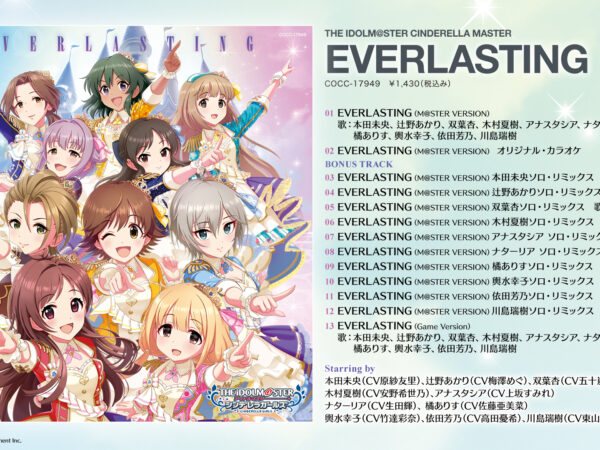 VERLASTING
COCC-17949
THE IDOLM@STER
CINDERELLA GIRLS
シンデレラガールズ
ment Inc.
THE IDOLM@STER CINDERELLA MASTER
EVERLASTING
COCC-17949 ¥1,430(税込み)
01 EVERLASTING (M@STER VERSION)
歌:本田未央、辻野あかり、双葉杏、木村夏樹、アナスタシア、ナタ
橘ありす、輿水幸子、依田芳乃、川島瑞樹
02 EVERLASTING (M@STER VERSION) オリジナル・カラオケ
BONUS TRACK
03 EVERLASTING (M@STER VERSION) 本田未央ソロ・リミックス
04 EVERLASTING (M@STER VERSION) 辻野あかりソロ・リミックス
05 EVERLASTING (M@STER VERSION) 双葉杏ソロ・リミックス 歌
06 EVERLASTING (M@STER VERSION) 木村夏樹ソロ・リミックス
07 EVERLASTING (M@STER VERSION) アナスタシア ソロ・リミックス
08 EVERLASTING (M@STER VERSION) ナターリア ソロ・リミックス
09 EVERLASTING (M@STER VERSION) 橘ありすソロ・リミックス
10 EVERLASTING (M@STER VERSION) 輿水幸子ソロ・リミックス
11 EVERLASTING (M@STER VERSION) 依田芳乃ソロ・リミックス
12 EVERLASTING (M@STER VERSION) 川島瑞樹ソロ・リミックス
13 EVERLASTING (Game Version)
歌:本田未央、辻野あかり、双葉杏、木村夏樹、アナスタシア、ナタ
橘ありす、輿水幸子、依田芳乃、川島瑞樹
Starring by
本田未央(CV原紗友里)、辻野あかり(CV梅澤めぐ)、双葉杏(CV五十嵐
木村夏樹(CV安野希世乃)、アナスタシア(CV上坂すみれ)
ナターリア(CV生田輝)、橘ありす(CV佐藤亜美菜)
輿水幸子(CV竹達彩奈)、依田芳乃(CV高田憂希)、川島瑞樹(CV東山